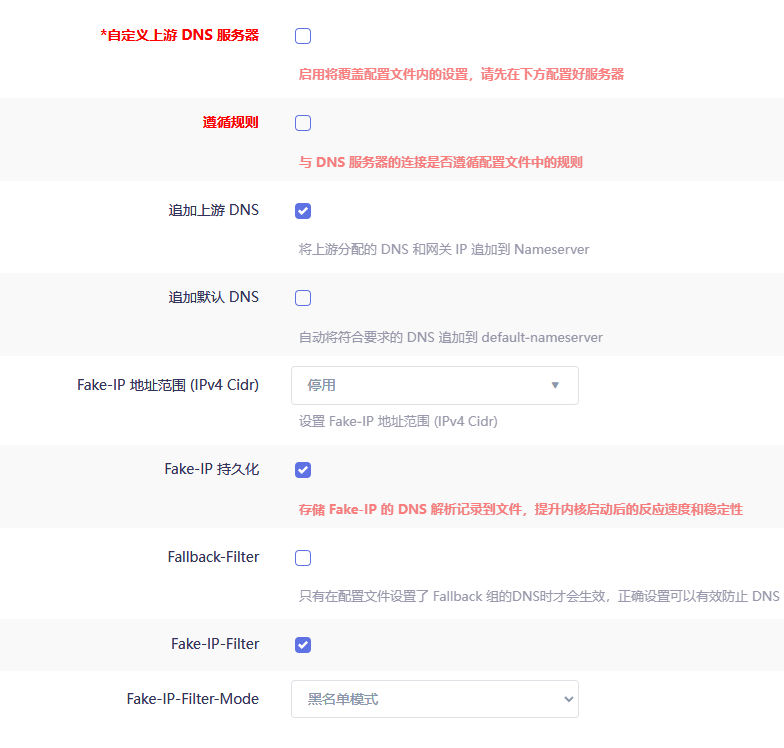 *自定义上游 DNS 服务器
启用将覆盖配置文件内的设置，请先在下方配置好服务器
遵循规则
与 DNS 服务器的连接是否遵循配置文件中的规则
追加上游 DNS
将上游分配的 DNS 和网关 IP 追加到 Nameserver
追加默认 DNS
自动将符合要求的 DNS 追加到 default-nameserver
Fake-IP 地址范围 (IPv4 Cidr)
停用
设置 Fake-IP 地址范围 (IPv4 Cidr)
Fake-IP 持久化
存储 Fake-IP 的 DNS 解析记录到文件，提升内核启动后的反应速度和稳定性
Fallback-Filter
只有在配置文件设置了 Fallback 组的DNS时才会生效，正确设置可以有效防止 DNS
Fake-IP-Filter
Fake-IP-Filter-Mode
黑名单模式